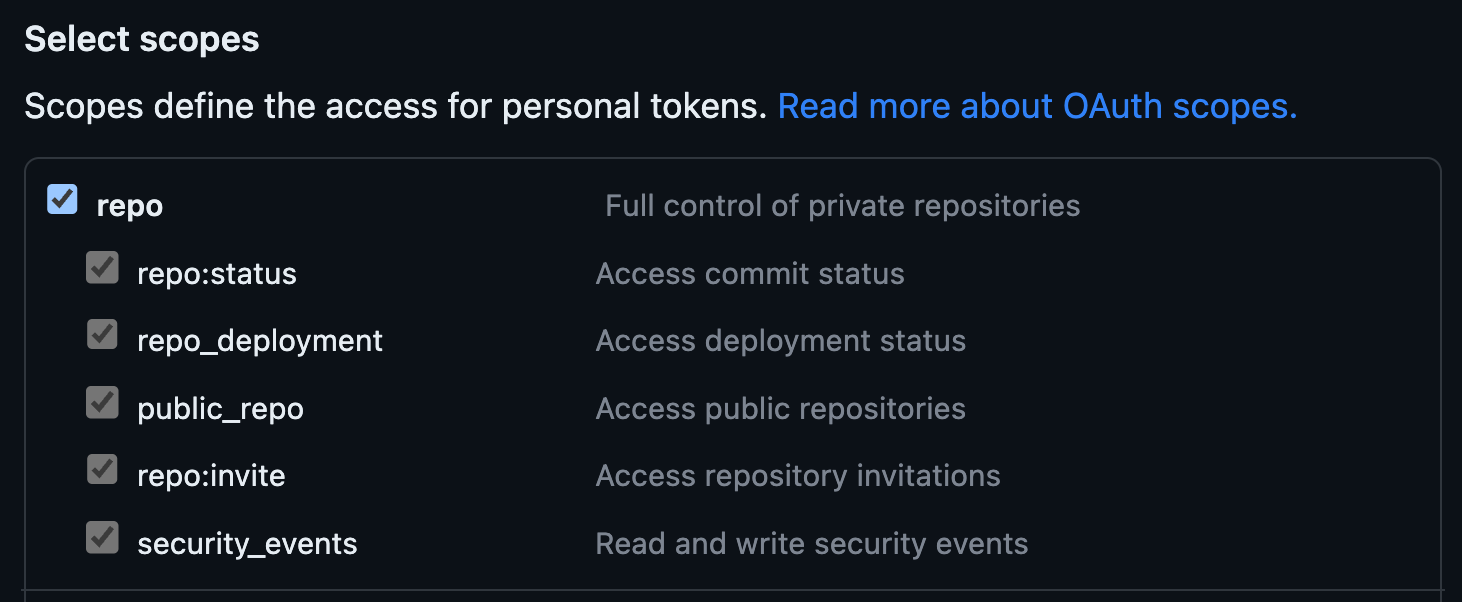 Select scopes
Scopes define the access for personal tokens. Read more about OAuth scopes.
repo Full control of private repositories
repo:status Access commit status
repo_deployment Access deployment status
public_repo Access public repositories
repo:invite Access repository invitations
security_events Read and write security events